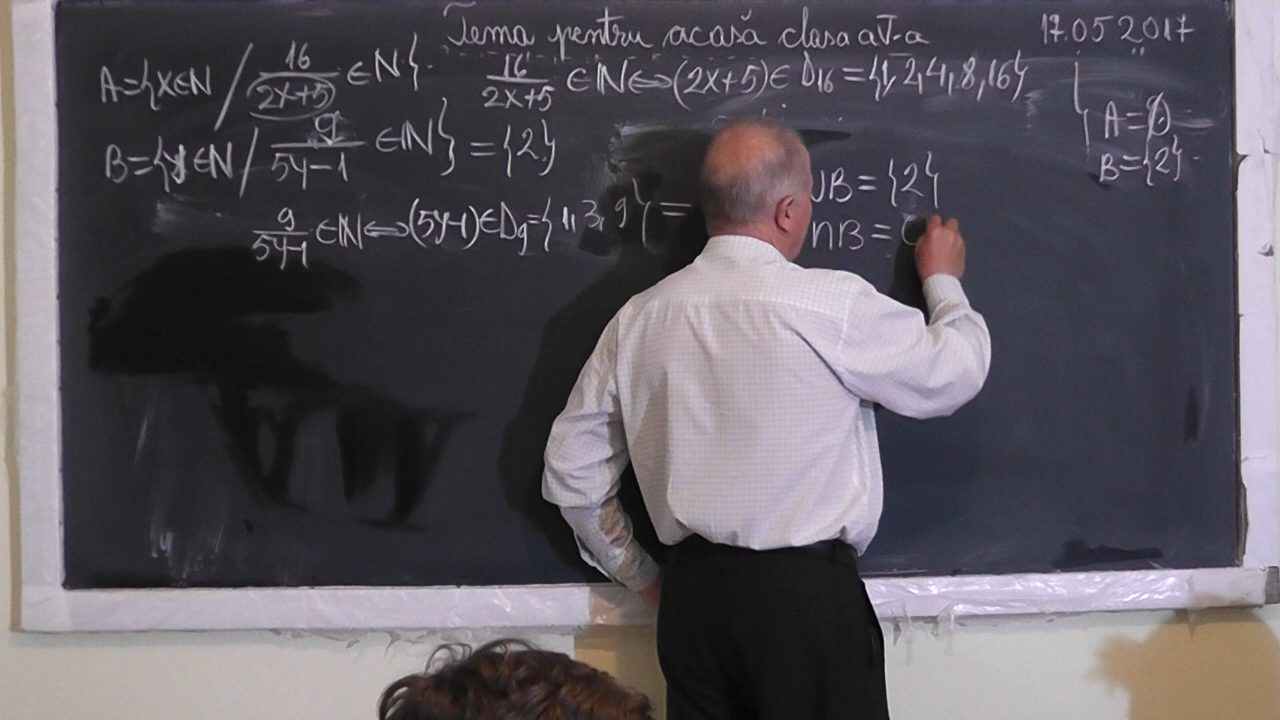 Tema pentru acasă clasa a V-a
17.05.2017
A={x∈N / 16/(2x+5) ∈N}. 16/(2x+5) ∈ N⇔(2x+5)∈ D₁₆={1,2,4,8,16}
B={y∈N / 9/(5y-1) ∈N} = {2}
9/(5y-1) ∈N⇔(5y-1)∈D₉={1,3,9}=
UB={2}
∩B=
A=∅
B={2}